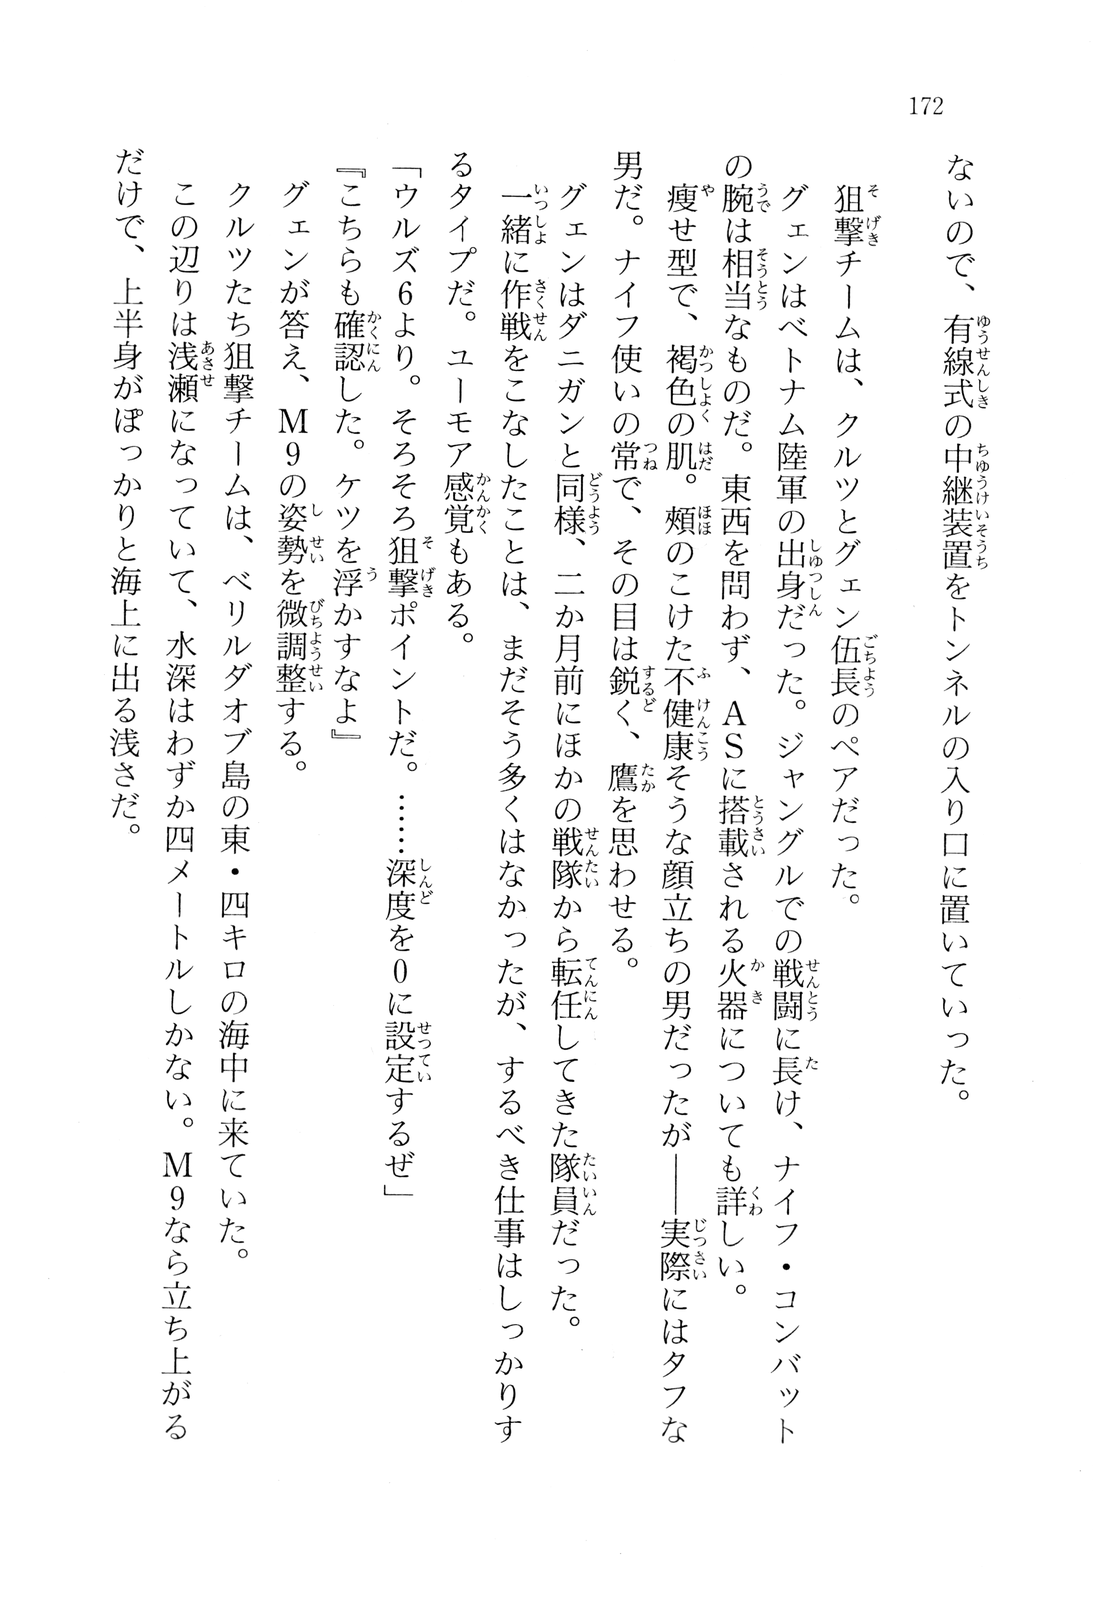 172
ないので、有線式の中継装置をトンネルの入り口に置いていった。
狙撃チームは、クルツとグェン伍長のペアだった。
グェンはベトナム陸軍の出身だった。ジャングルでの戦闘に長け、ナイフ・コンバット
の腕は相当なものだ。東西を問わず、ASに搭載される火器についても詳しい。
痩せ型で、褐色の肌。頰のこけた不健康そうな顔立ちの男だったが――実際にはタフな
男だ。ナイフ使いの常で、その目は鋭く、鷹を思わせる。
グェンはダニガンと同様、二か月前にほかの戦隊から転任してきた隊員だった。
一緒に作戦をこなしたことは、まだそう多くはなかったが、するべき仕事はしっかりす
るタイプだ。ユーモア感覚もある。
「ウルズ6より。そろそろ狙撃ポイントだ。……深度を0に設定するぜ」
『こちらも確認した。ケツを浮かすなよ』
グェンが答え、M9の姿勢を微調整する。
クルツたち狙撃チームは、ベリルダオブ島の東・四キロの海中に来ていた。
この辺りは浅瀬になっていて、水深はわずか四メートルしかない。M9なら立ち上がる
だけで、上半身がぽっかりと海上に出る浅さだ。